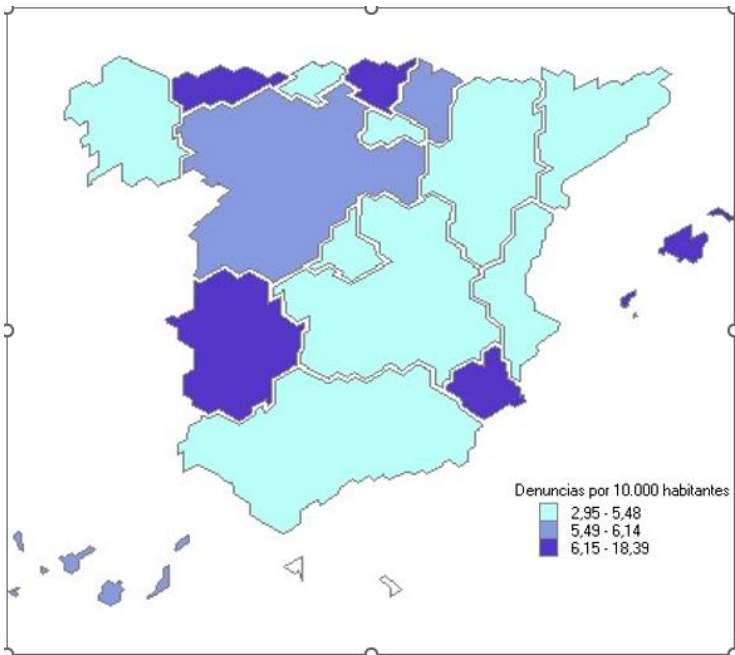 Denuncias por 10.000 habitantes
2,95 - 5,48
5,49 - 6,14
6,15 - 18,39